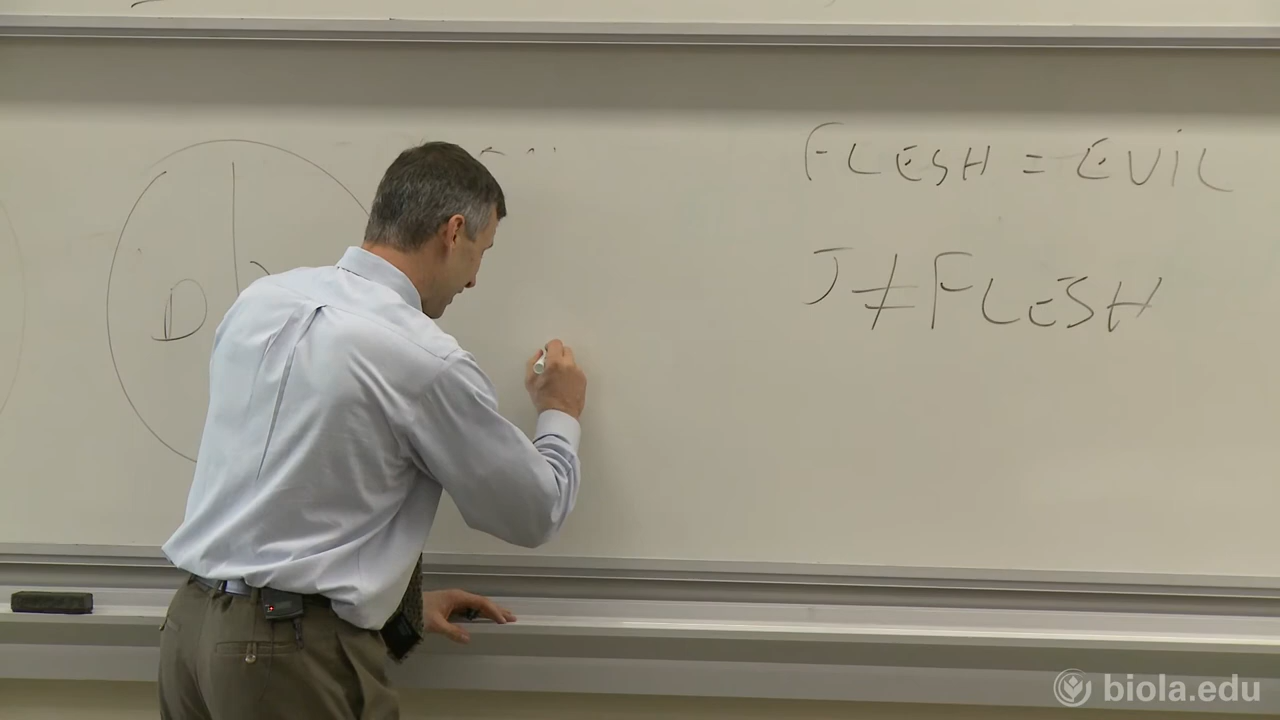 D
FLESH = EVIL
J ≠ FLESH
biola.edu